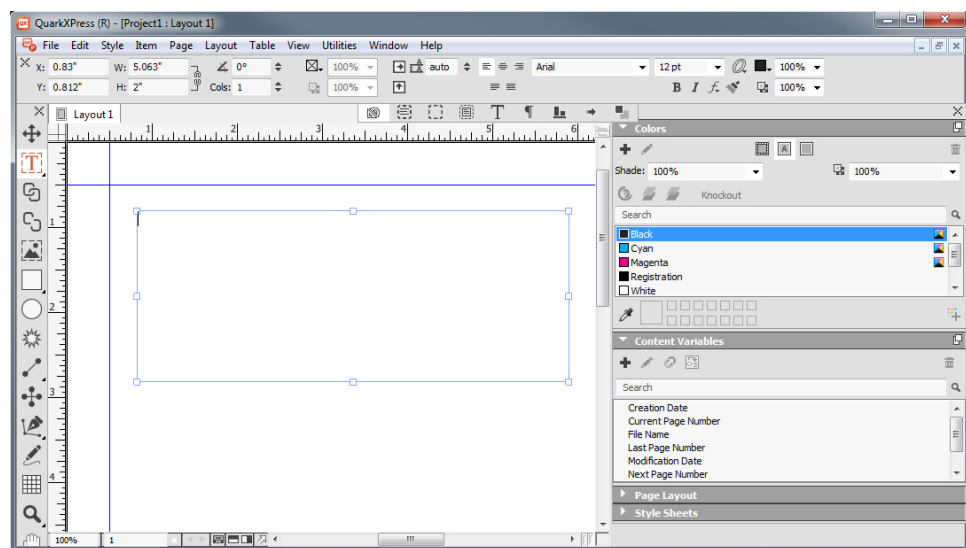 QuarkXPress (R) - [Project1 : Layout 1]
File Edit Style Item Page Layout Table View Utilities Window Help
X: 0.83" W: 5.063" 0° 100% auto Arial 12 pt 100%
Y: 0.812" H: 2" Cols: 1 100% B I f. 100%
Layout 1
1 2 3 4 5 6
Colors
Shade: 100% 100%
Knockout
Search
Black
Cyan
Magenta
Registration
White
1
2
3
4
Content Variables
Search
Creation Date
Current Page Number
File Name
Last Page Number
Modification Date
Next Page Number
Page Layout
Style Sheets
100% 1